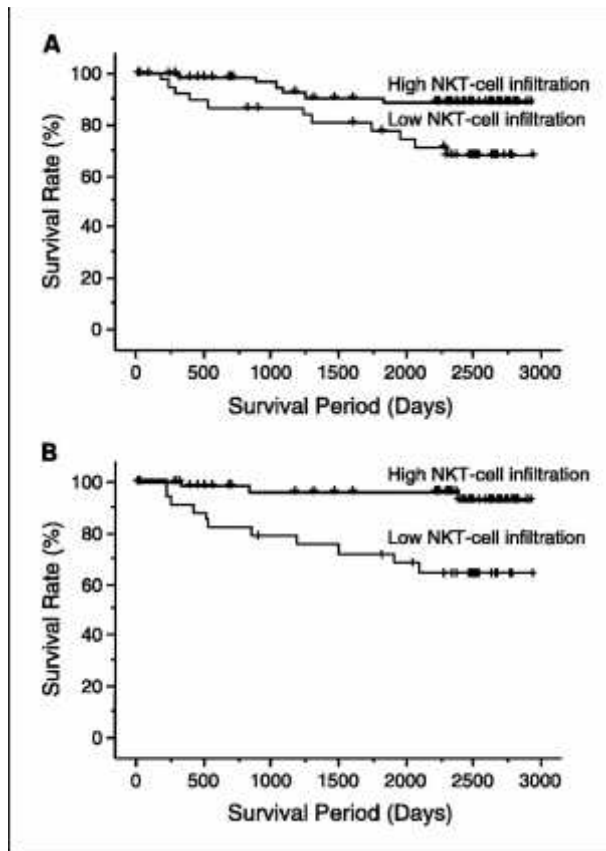 A
Survival Rate (%)
100
80
60
40
20
0
High NKT-cell infiltration
Low NKT-cell infiltration
0 500 1000 1500 2000 2500 3000
Survival Period (Days)
B
Survival Rate (%)
100
80
60
40
20
0
High NKT-cell infiltration
Low NKT-cell infiltration
0 500 1000 1500 2000 2500 3000
Survival Period (Days)